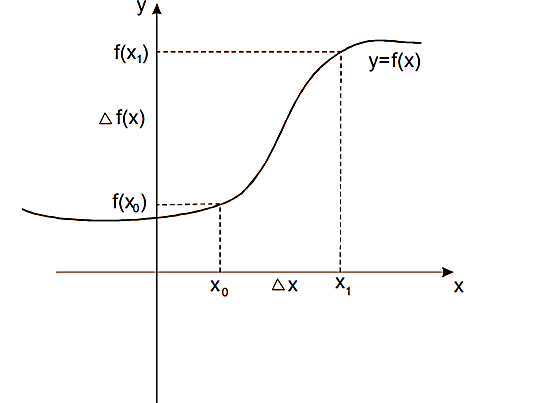 y
f(x₁)
y=f(x)
△ f(x)
f(x₀)
x₀ △x x₁
x